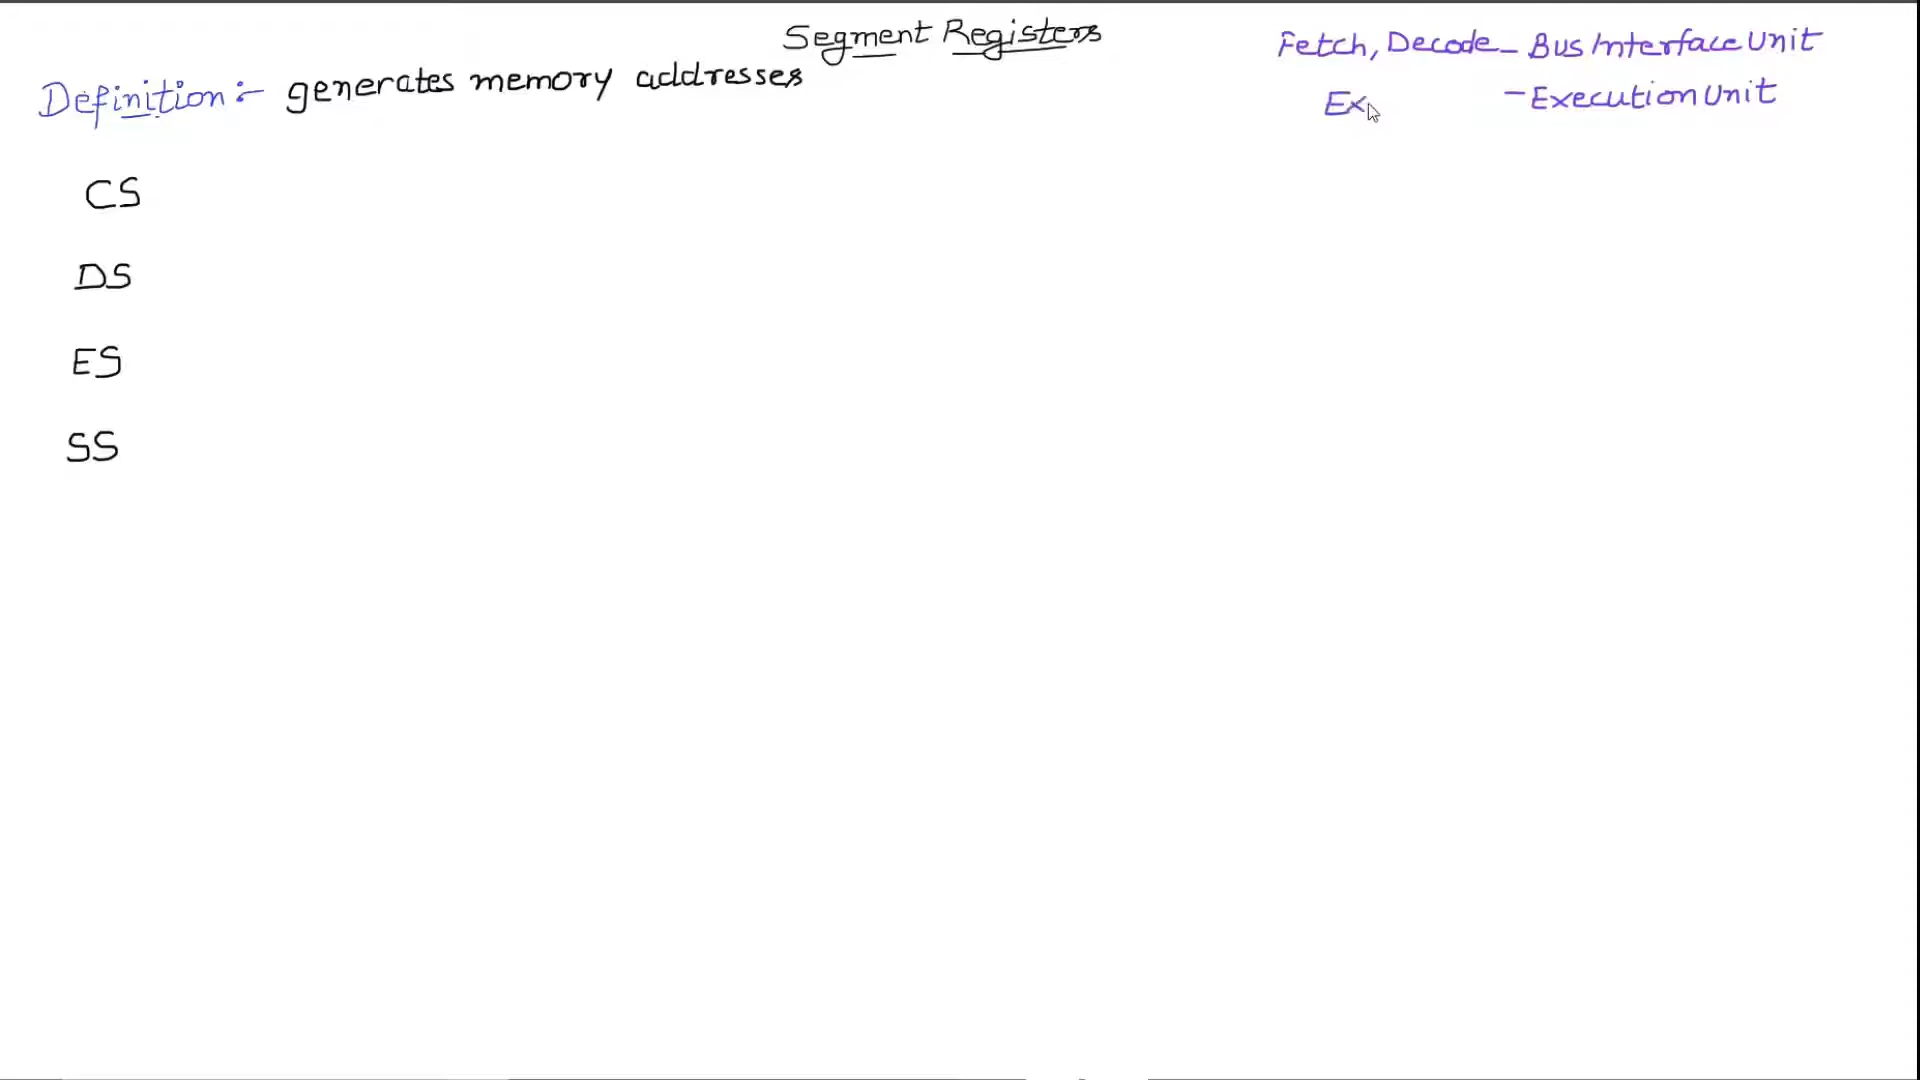 Segment Registers
Definition :- generates memory addresses
Fetch, Decode - Bus Interface Unit
Ex - Execution Unit
CS
DS
ES
SS